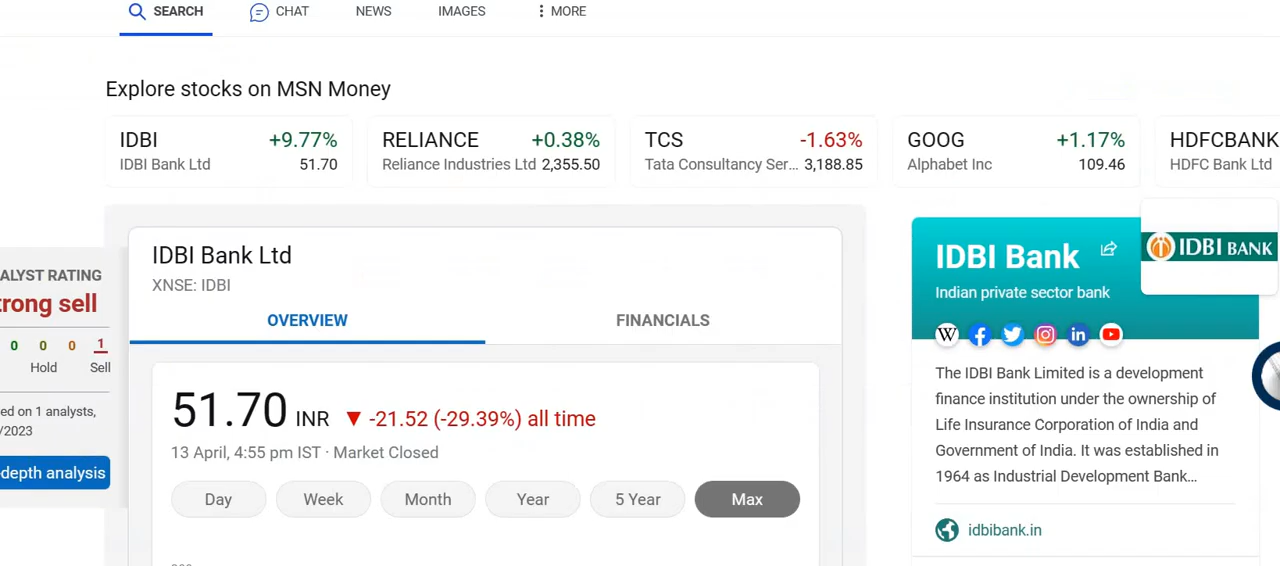 SEARCH
CHAT
NEWS
IMAGES
MORE
Explore stocks on MSN Money
IDBI +9.77%
IDBI Bank Ltd 51.70
RELIANCE +0.38%
Reliance Industries Ltd 2,355.50
TCS -1.63%
Tata Consultancy Ser... 3,188.85
GOOG +1.17%
Alphabet Inc 109.46
HDFCBANK
HDFC Bank Ltd
ALYST RATING
trong sell
0 0 0 1
Hold Sell
ed on 1 analysts,
/2023
-depth analysis
IDBI Bank Ltd
XNSE: IDBI
OVERVIEW
FINANCIALS
51.70 INR ▼ -21.52 (-29.39%) all time
13 April, 4:55 pm IST · Market Closed
Day
Week
Month
Year
5 Year
Max
IDBI Bank
Indian private sector bank
IDBI BANK
W
in
The IDBI Bank Limited is a development
finance institution under the ownership of
Life Insurance Corporation of India and
Government of India. It was established in
1964 as Industrial Development Bank...
idbibank.in